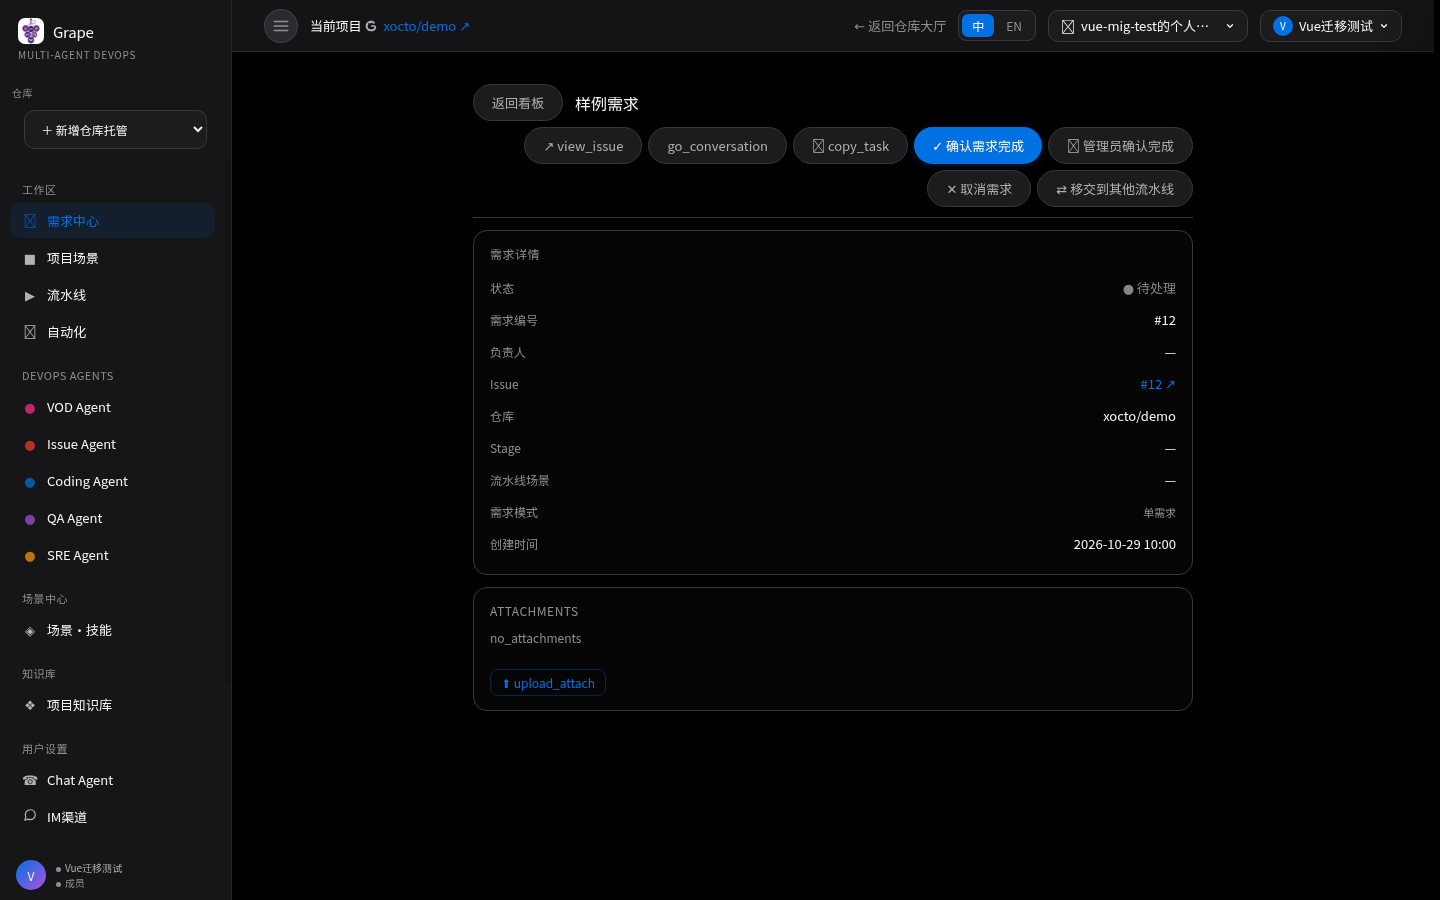 Grape
MULTI-AGENT DEVOPS
仓库
＋ 新增仓库托管
工作区
需求中心
项目场景
流水线
自动化
DEVOPS AGENTS
VOD Agent
Issue Agent
Coding Agent
QA Agent
SRE Agent
场景中心
场景・技能
知识库
项目知识库
用户设置
Chat Agent
IM渠道
V
Vue迁移测试
成员
当前项目 G xocto/demo ↗
← 返回仓库大厅
中 EN
vue-mig-test的个人…
V Vue迁移测试
返回看板 样例需求
↗ view_issue
go_conversation
copy_task
✓ 确认需求完成
管理员确认完成
✕ 取消需求
⇄ 移交到其他流水线
需求详情
状态 ● 待处理
需求编号 #12
负责人 —
Issue #12 ↗
仓库 xocto/demo
Stage —
流水线场景 —
需求模式 单需求
创建时间 2026-10-29 10:00
ATTACHMENTS
no_attachments
⬆ upload_attach